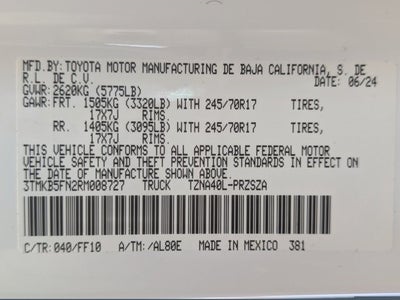 MFD.BY: TOYOTA MOTOR MANUFACTURING DE BAJA CALIFORNIA, S. DE
R.L. DE C.V. DATE: 06/24
GVWR: 2620KG (5775LB)
GAWR: FRT. 1505KG (3320LB) WITH 245/70R17 TIRES,
17X7J RIMS.
RR. 1405KG (3095LB) WITH 245/70R17 TIRES,
17X7J RIMS.
THIS VEHICLE CONFORMS TO ALL APPLICABLE FEDERAL MOTOR
VEHICLE SAFETY AND THEFT PREVENTION STANDARDS IN EFFECT
ON THE DATE OF MANUFACTURE SHOWN ABOVE.
3TMKB5FN2RM008727 TRUCK TZNA40L-PRZSZA
C/TR: 040/FF10 A/TM: /AL80E MADE IN MEXICO 381